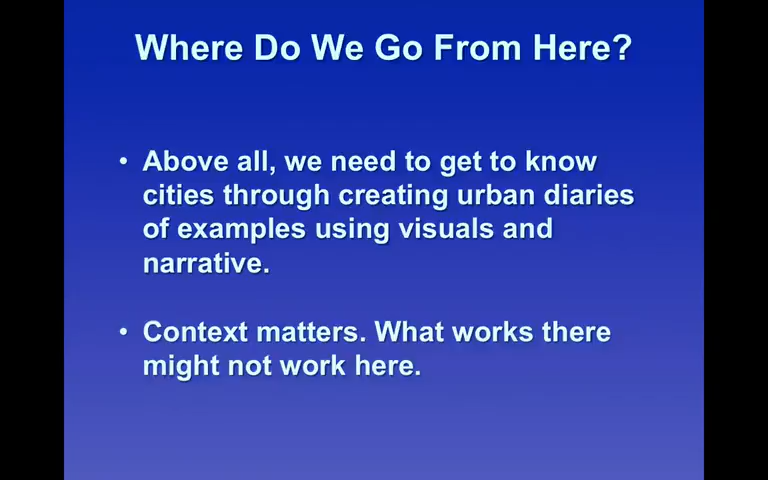 Where Do We Go From Here?
• Above all, we need to get to know
cities through creating urban diaries
of examples using visuals and
narrative.
• Context matters. What works there
might not work here.